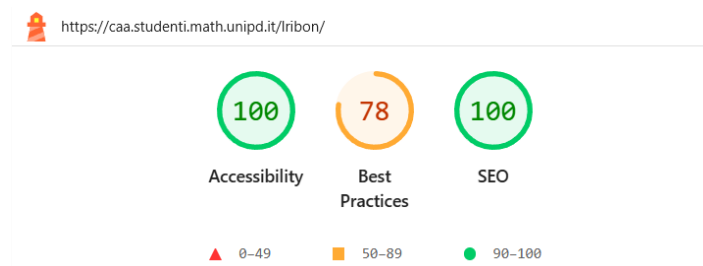 https://caa.studenti.math.unipd.it/lribon/
100 78 100
Accessibility Best Practices SEO
0–49 50–89 90–100